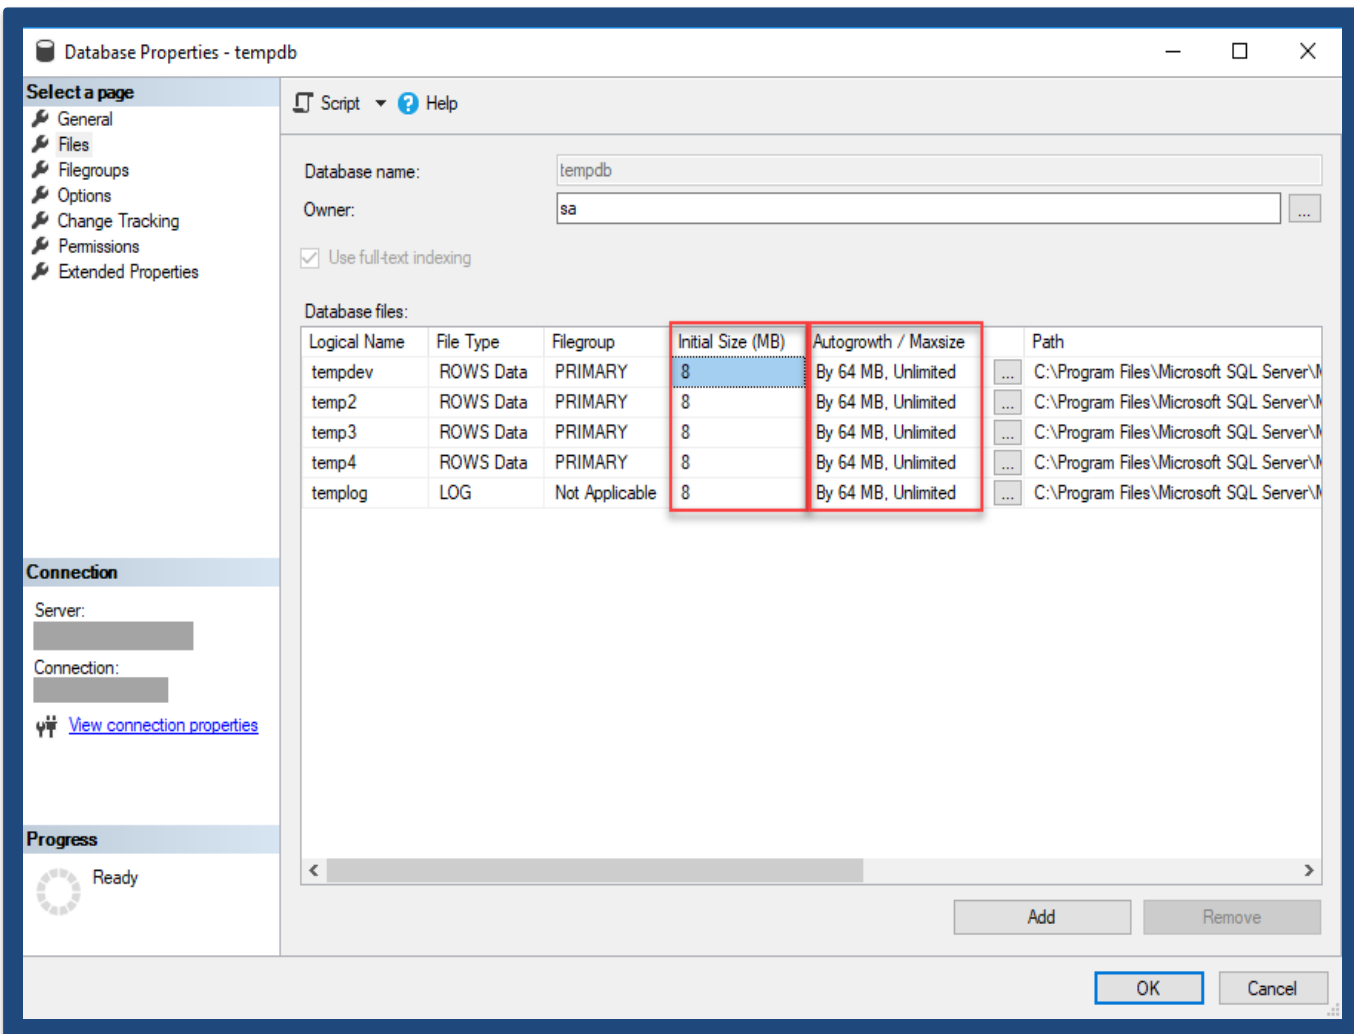 Database Properties - tempdb
Select a page
General
Files
Filegroups
Options
Change Tracking
Permissions
Extended Properties
Script Help
Database name: tempdb
Owner: sa ...
Use full-text indexing
Database files:
Logical Name File Type Filegroup Initial Size (MB) Autogrowth / Maxsize Path
tempdev ROWS Data PRIMARY 8 By 64 MB, Unlimited ... C:\Program Files\Microsoft SQL Server\
temp2 ROWS Data PRIMARY 8 By 64 MB, Unlimited ... C:\Program Files\Microsoft SQL Server\
temp3 ROWS Data PRIMARY 8 By 64 MB, Unlimited ... C:\Program Files\Microsoft SQL Server\
temp4 ROWS Data PRIMARY 8 By 64 MB, Unlimited ... C:\Program Files\Microsoft SQL Server\
templog LOG Not Applicable 8 By 64 MB, Unlimited ... C:\Program Files\Microsoft SQL Server\
Connection
Server:
Connection:
View connection properties
Progress
Ready
Add Remove
OK Cancel